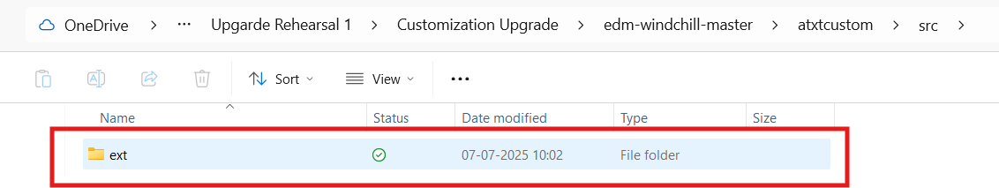 OneDrive > ... Upgarde Rehearsal 1 > Customization Upgrade > edm-windchill-master > atxtcustom > src >
Sort View ...
Name Status Date modified Type Size
ext 07-07-2025 10:02 File folder